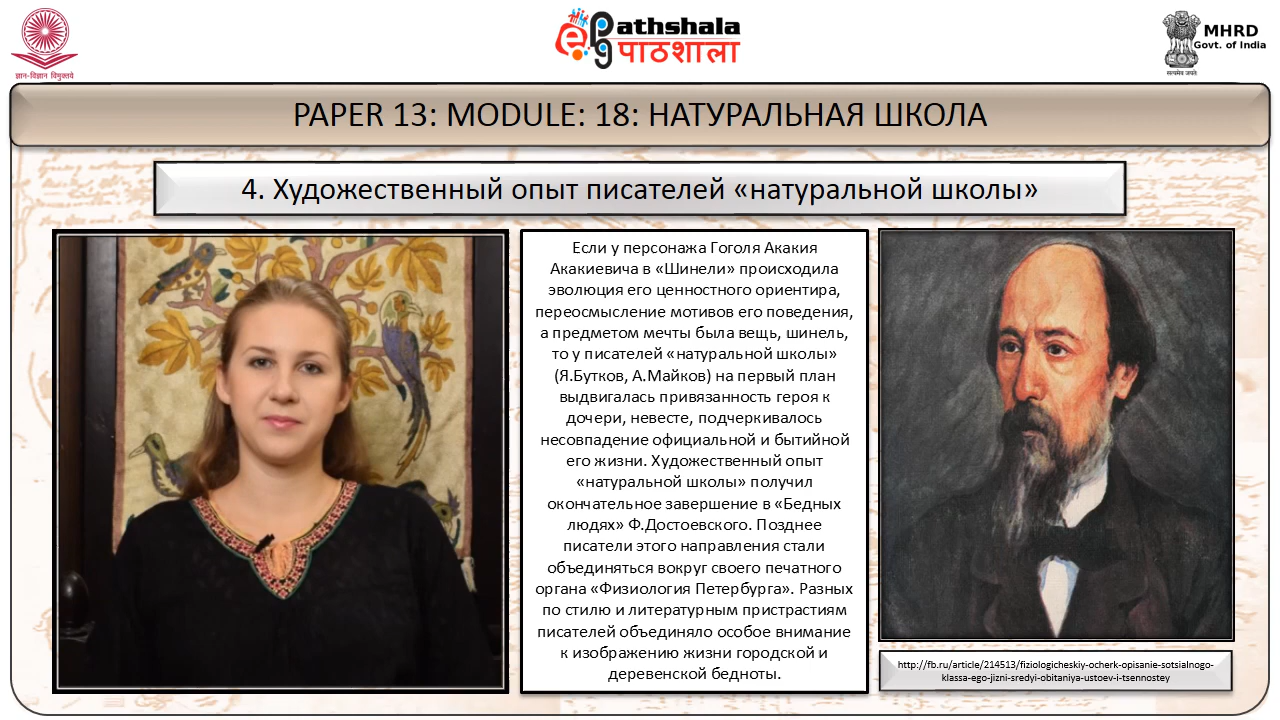 ज्ञान-विज्ञान विमुक्तये
ePg Pathshala
पाठशाला
MHRD
Govt. of India
सत्यमेव जयते
PAPER 13: MODULE: 18: НАТУРАЛЬНАЯ ШКОЛА
4. Художественный опыт писателей «натуральной школы»
Если у персонажа Гоголя Акакия
Акакиевича в «Шинели» происходила
эволюция его ценностного ориентира,
переосмысление мотивов его поведения,
а предметом мечты была вещь, шинель,
то у писателей «натуральной школы»
(Я.Бутков, А.Майков) на первый план
выдвигалась привязанность героя к
дочери, невесте, подчеркивалось
несовпадение официальной и бытийной
его жизни. Художественный опыт
«натуральной школы» получил
окончательное завершение в «Бедных
людях» Ф.Достоевского. Позднее
писатели этого направления стали
объединяться вокруг своего печатного
органа «Физиология Петербурга». Разных
по стилю и литературным пристрастиям
писателей объединяло особое внимание
к изображению жизни городской и
деревенской бедноты.
http://fb.ru/article/214513/fiziologicheskiy-ocherk-opisanie-sotsialnogo-
klassa-ego-jizni-sredyi-obitaniya-ustoev-i-tsennostey